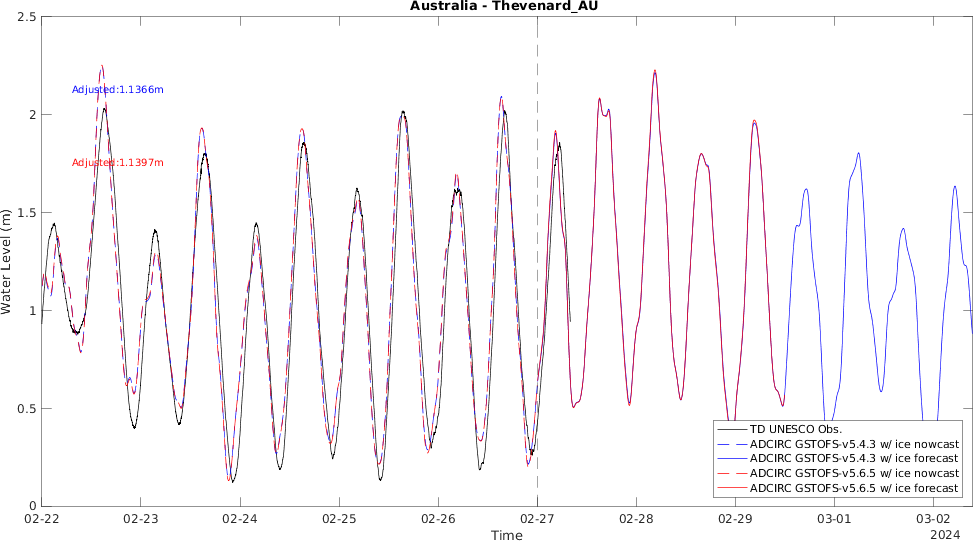 Australia - Thevenard_AU
2.5
2
1.5
1
0.5
0
Water Level (m)
Adjusted:1.1366m
Adjusted:1.1397m
TD UNESCO Obs.
ADCIRC GSTOFS-v5.4.3 w/ ice nowcast
ADCIRC GSTOFS-v5.4.3 w/ ice forecast
ADCIRC GSTOFS-v5.6.5 w/ ice nowcast
ADCIRC GSTOFS-v5.6.5 w/ ice forecast
02-22 02-23 02-24 02-25 02-26 02-27 02-28 02-29 03-01 03-02
Time
2024